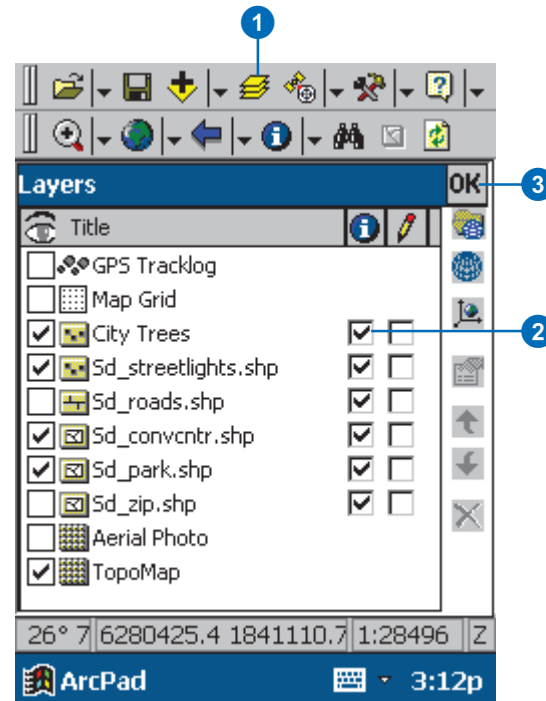 1
Layers OK 3
Title
GPS Tracklog
Map Grid
City Trees 2
Sd_streetlights.shp
Sd_roads.shp
Sd_convcntr.shp
Sd_park.shp
Sd_zip.shp
Aerial Photo
TopoMap
26° 7 6280425.4 1841110.7 1:28496 Z
ArcPad 3:12p